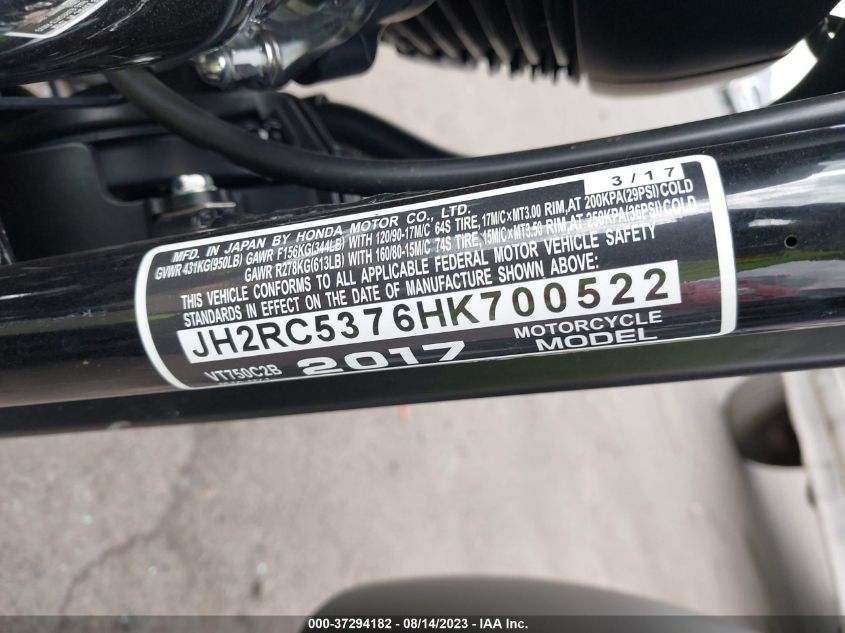 3/17
MFD. IN JAPAN BY HONDA MOTOR CO., LTD.
GVWR 431KG(950LB) GAWR F156KG(344LB) WITH 120/90-17M/C 64S TIRE, 17M/C×MT3.00 RIM, AT 200KPA(29PSI) COLD
GAWR R278KG(613LB) WITH 160/80-15M/C 74S TIRE, 15M/C×MT3.50 RIM, AT 250KPA(36PSI) COLD
THIS VEHICLE CONFORMS TO ALL APPLICABLE FEDERAL MOTOR VEHICLE SAFETY
STANDARDS IN EFFECT ON THE DATE OF MANUFACTURE SHOWN ABOVE:
JH2RC5376HK700522
VT750C2B 2017 MOTORCYCLE
MODEL
000-37294182 - 08/14/2023 - IAA Inc.